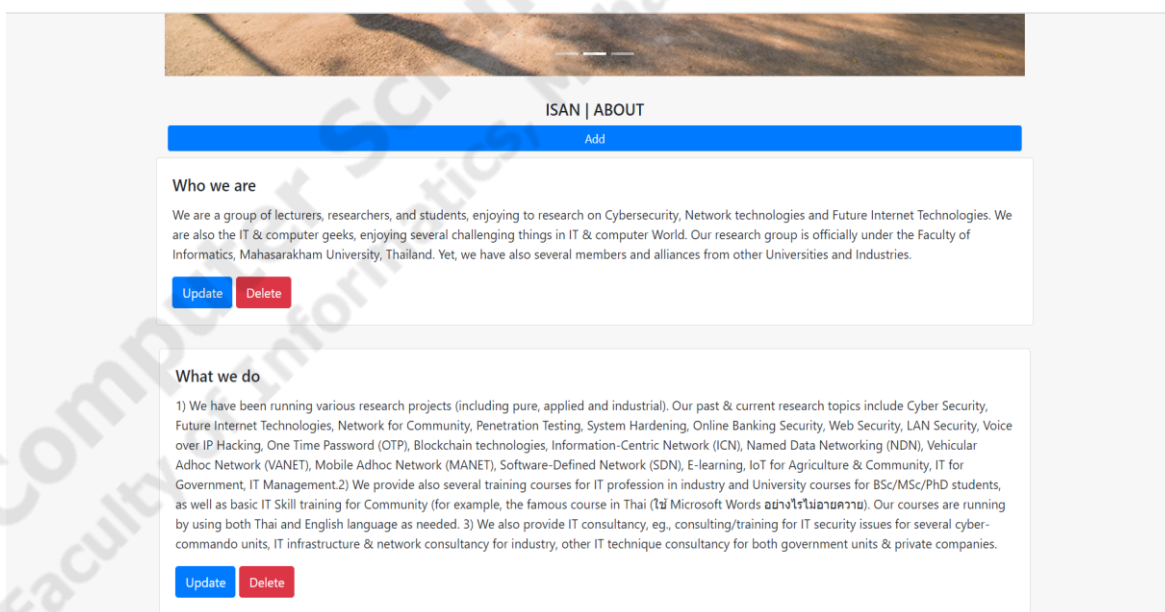 ISAN | ABOUT
Add
Who we are
We are a group of lecturers, researchers, and students, enjoying to research on Cybersecurity, Network technologies and Future Internet Technologies. We
are also the IT & computer geeks, enjoying several challenging things in IT & computer World. Our research group is officially under the Faculty of
Informatics, Mahasarakham University, Thailand. Yet, we have also several members and alliances from other Universities and Industries.
Update Delete
What we do
1) We have been running various research projects (including pure, applied and industrial). Our past & current research topics include Cyber Security,
Future Internet Technologies, Network for Community, Penetration Testing, System Hardening, Online Banking Security, Web Security, LAN Security, Voice
over IP Hacking, One Time Password (OTP), Blockchain technologies, Information-Centric Network (ICN), Named Data Networking (NDN), Vehicular
Adhoc Network (VANET), Mobile Adhoc Network (MANET), Software-Defined Network (SDN), E-learning, IoT for Agriculture & Community, IT for
Government, IT Management.2) We provide also several training courses for IT profession in industry and University courses for BSc/MSc/PhD students,
as well as basic IT Skill training for Community (for example, the famous course in Thai (ใช้ Microsoft Words อย่างไรไม่อายควาย). Our courses are running
by using both Thai and English language as needed. 3) We also provide IT consultancy, eg., consulting/training for IT security issues for several cyber-
commando units, IT infrastructure & network consultancy for industry, other IT technique consultancy for both government units & private companies.
Update Delete
Computer
Faculty of Informatics,